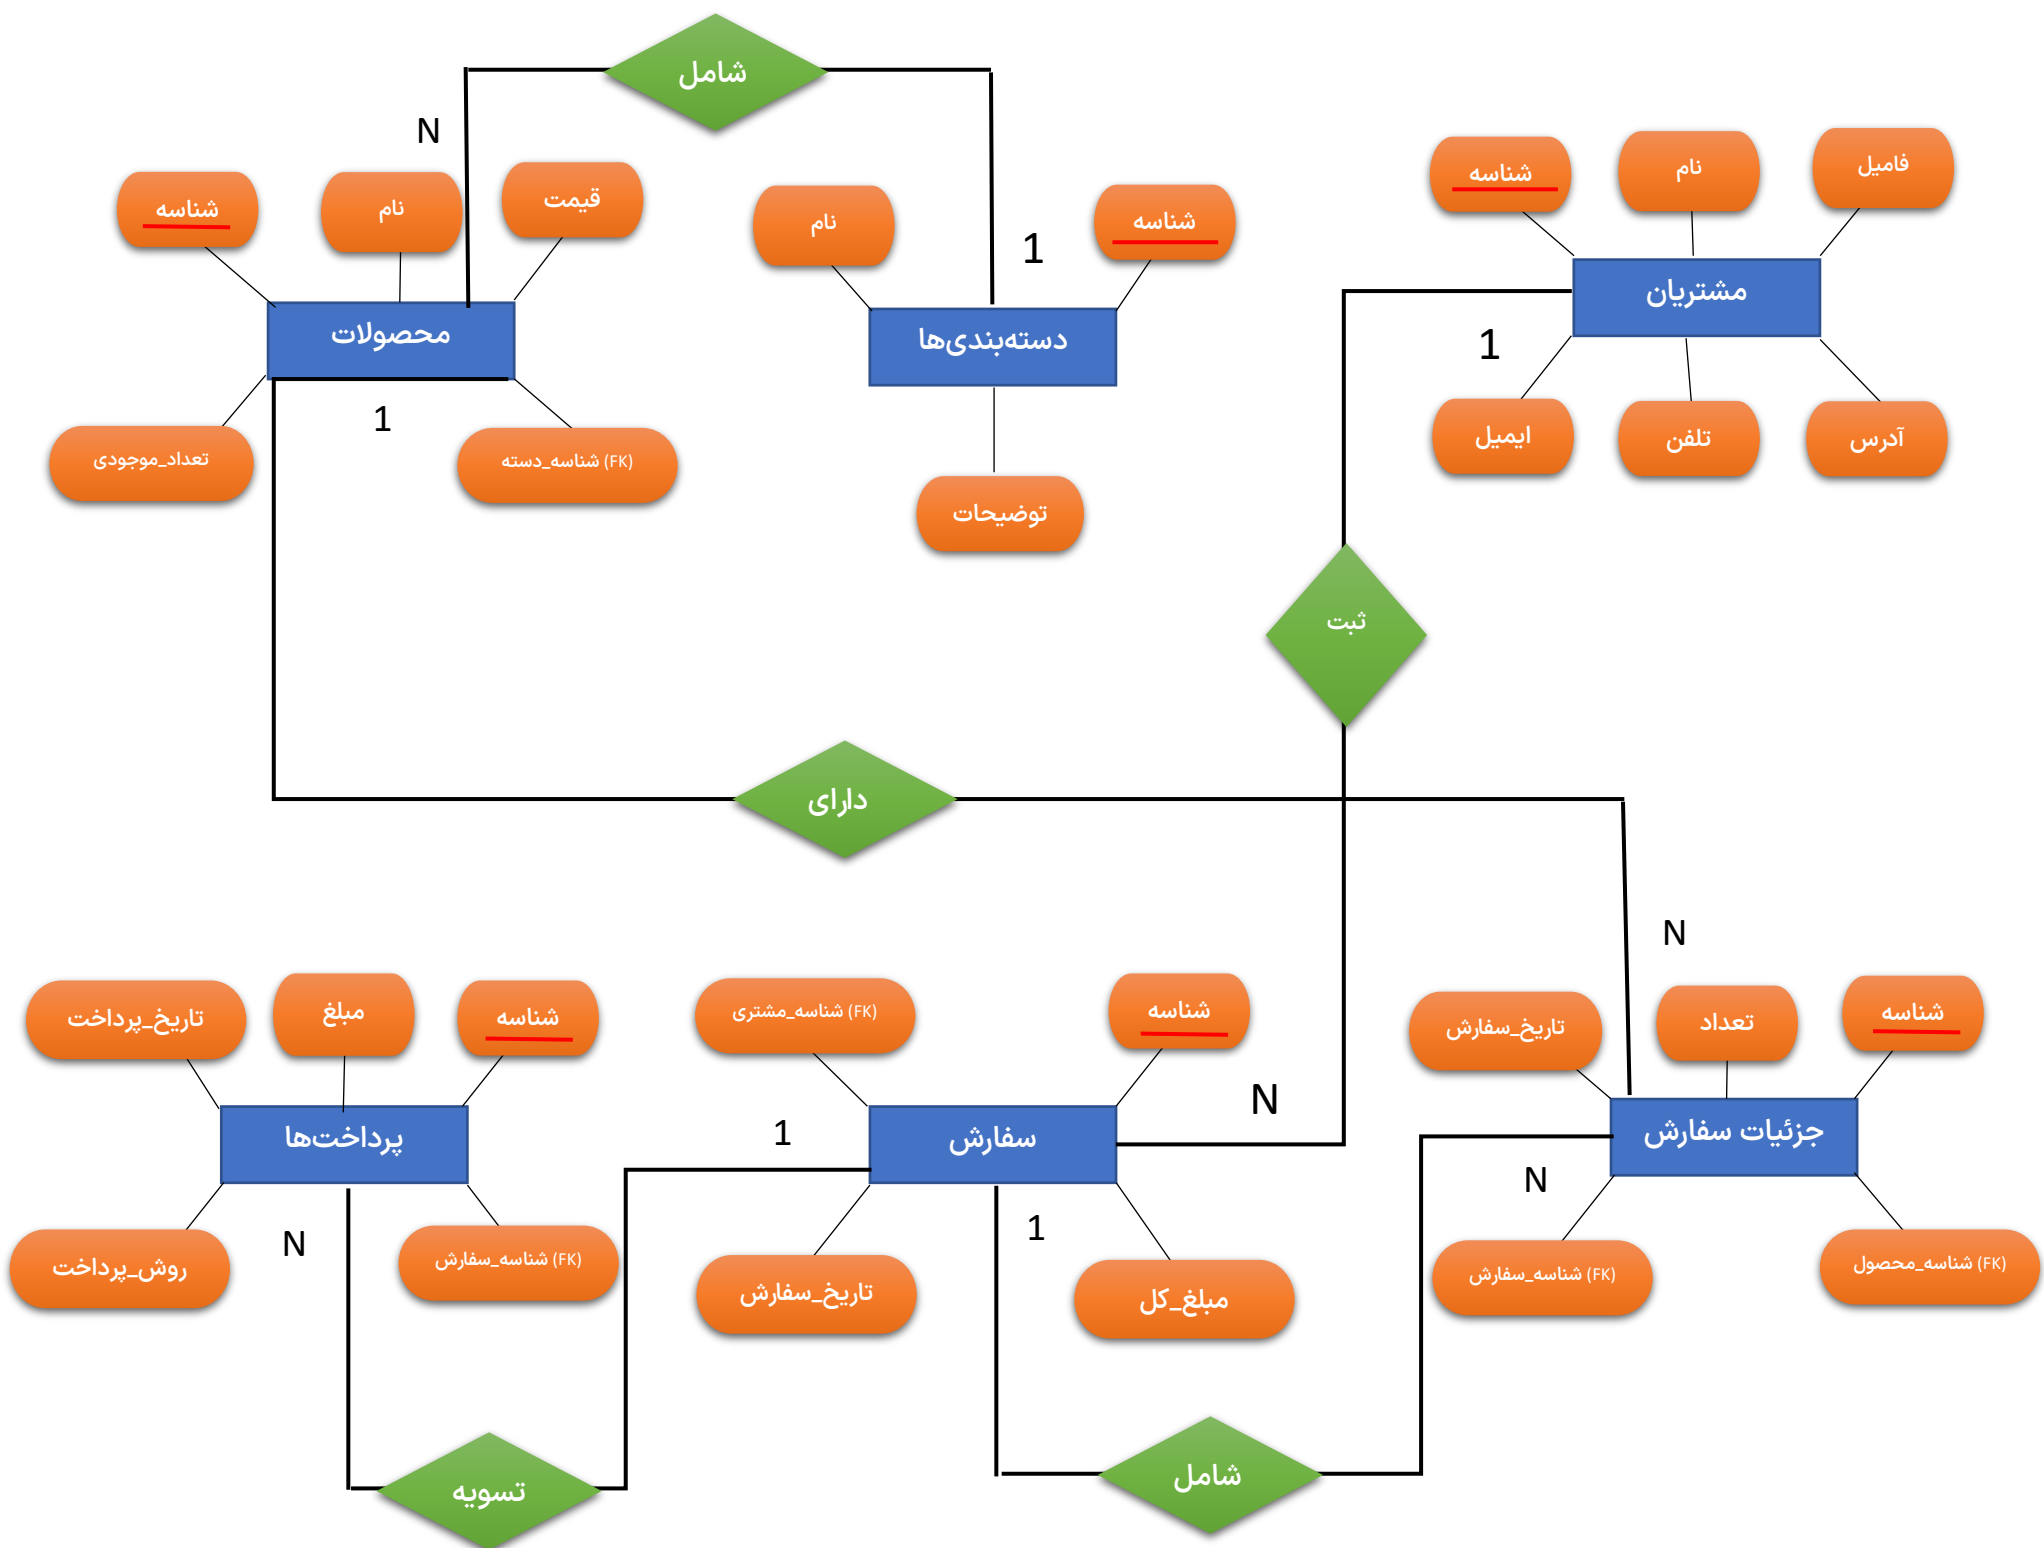 شامل
N
1
شناسه
نام
قیمت
محصولات
1
تعداد_موجودی
شناسه_دسته (FK)
نام
شناسه
دسته‌بندی‌ها
توضیحات
شناسه
نام
فامیل
مشتریان
1
ایمیل
تلفن
آدرس
ثبت
دارای
N
تاریخ_پرداخت
مبلغ
شناسه
پرداخت‌ها
N
روش_پرداخت
شناسه_سفارش (FK)
شناسه_مشتری (FK)
شناسه
N
1
سفارش
1
تاریخ_سفارش
مبلغ_کل
تاریخ_سفارش
تعداد
شناسه
جزئیات سفارش
N
شناسه_سفارش (FK)
شناسه_محصول (FK)
تسویه
شامل